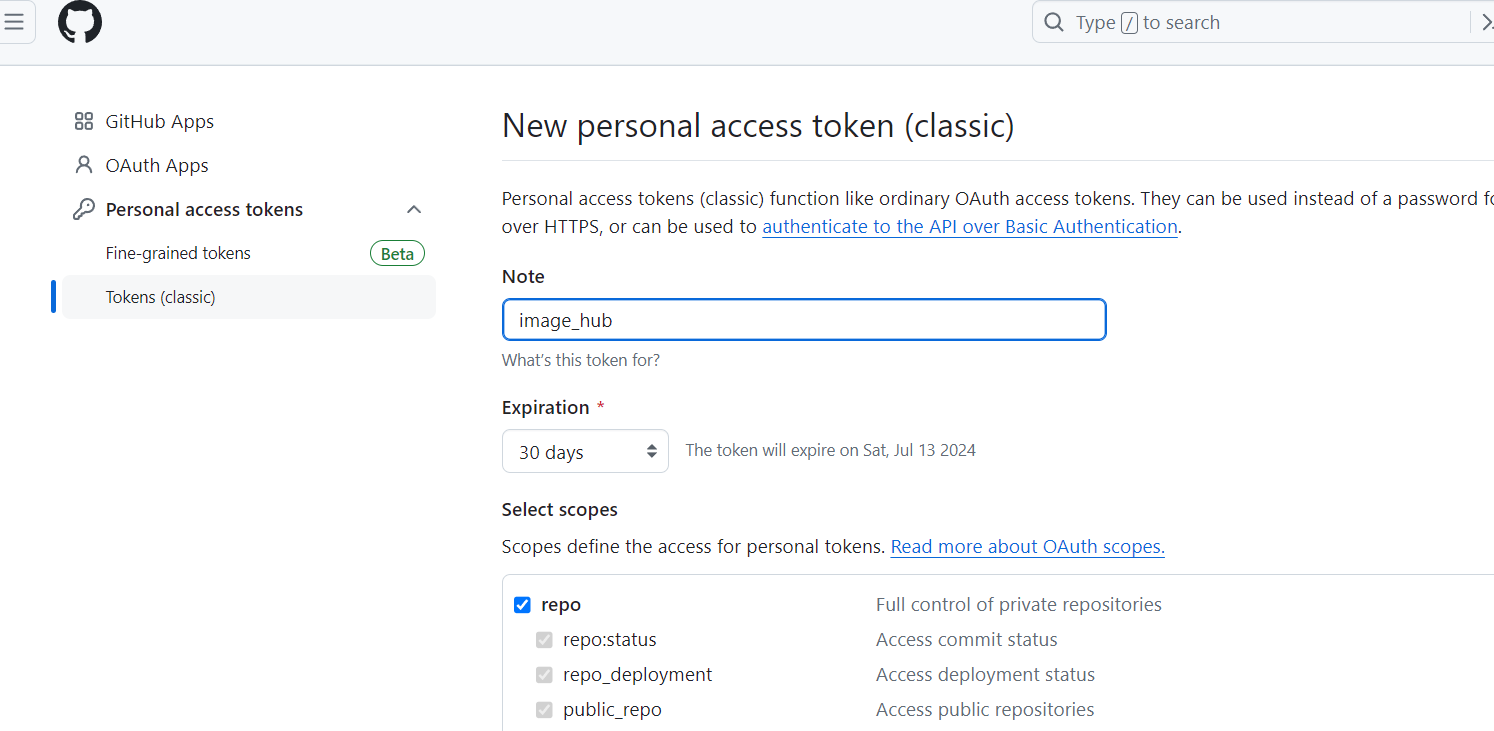 Type / to search
GitHub Apps
OAuth Apps
Personal access tokens
Fine-grained tokens Beta
Tokens (classic)
New personal access token (classic)
Personal access tokens (classic) function like ordinary OAuth access tokens. They can be used instead of a password
over HTTPS, or can be used to authenticate to the API over Basic Authentication.
Note
image_hub
What's this token for?
Expiration *
30 days The token will expire on Sat, Jul 13 2024
Select scopes
Scopes define the access for personal tokens. Read more about OAuth scopes.
repo Full control of private repositories
repo:status Access commit status
repo_deployment Access deployment status
public_repo Access public repositories